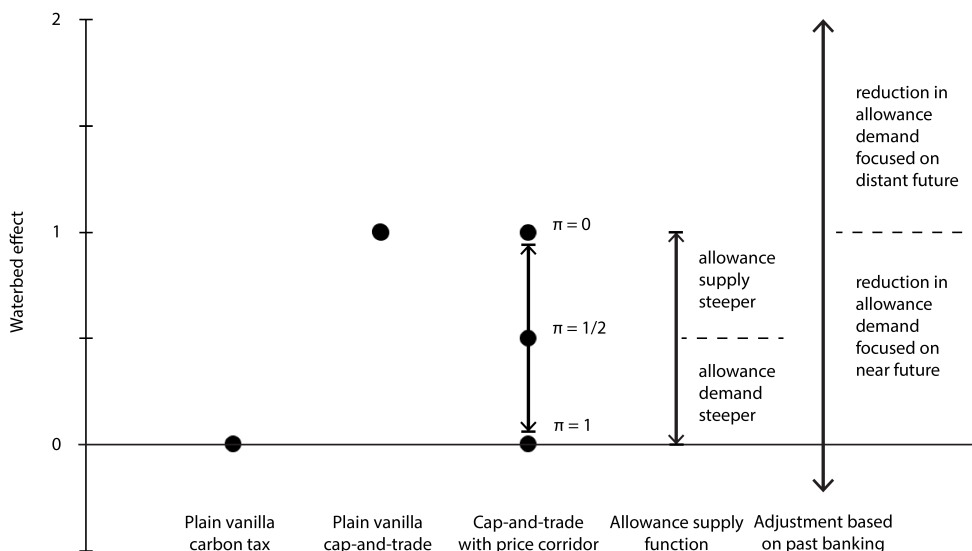 2
1
0
Waterbed effect
π = 0
π = 1/2
π = 1
allowance
supply
steeper
allowance
demand
steeper
reduction in
allowance
demand
focused on
distant future
reduction in
allowance
demand
focused on
near future
Plain vanilla
carbon tax
Plain vanilla
cap-and-trade
Cap-and-trade
with price corridor
Allowance supply
function
Adjustment based
on past banking